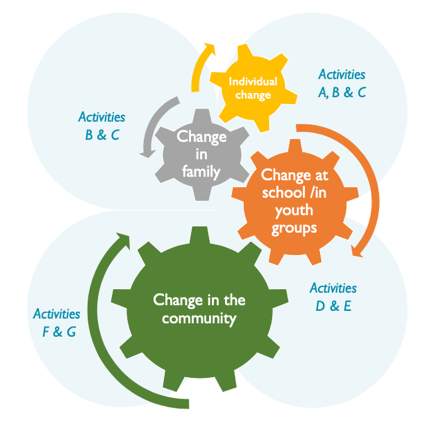 Individual
change
Activities
A, B & C
Activities
B & C
Change
in
family
Change at
school /in
youth
groups
Activities
D & E
Change in the
community
Activities
F & G